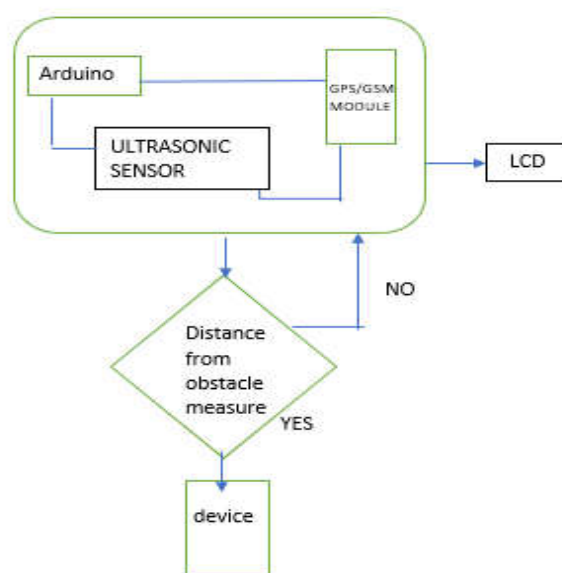 Arduino
GPS/GSM
MODULE
ULTRASONIC
SENSOR
LCD
NO
Distance
from
obstacle
measure
YES
device